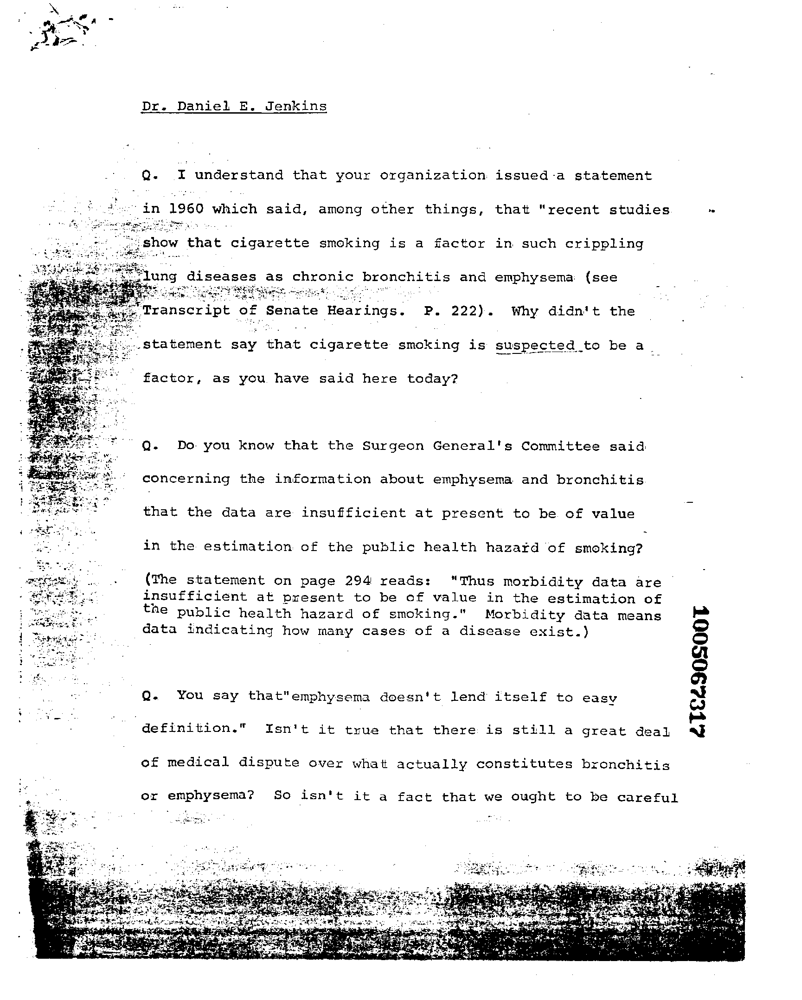 Dr. Daniel E. Jenkins
Q. I understand that your organization issued a statement
in 1960 which said, among other things, that "recent studies
show that cigarette smoking is a factor in such crippling
lung diseases as chronic bronchitis and emphysema (see
Transcript of Senate Hearings. P. 222). Why didn't the
statement say that cigarette smoking is suspected to be a
factor, as you have said here today?
Q. Do you know that the Surgeon General's Committee said
concerning the information about emphysema and bronchitis
that the data are insufficient at present to be of value
in the estimation of the public health hazard of smoking?
(The statement on page 294 reads: "Thus morbidity data are
insufficient at present to be of value in the estimation of
the public health hazard of smoking." Morbidity data means
data indicating how many cases of a disease exist.)
Q. You say that"emphysema doesn't lend itself to easy
definition." Isn't it true that there is still a great deal
of medical dispute over what actually constitutes bronchitis
or emphysema? So isn't it a fact that we ought to be careful
1005067317